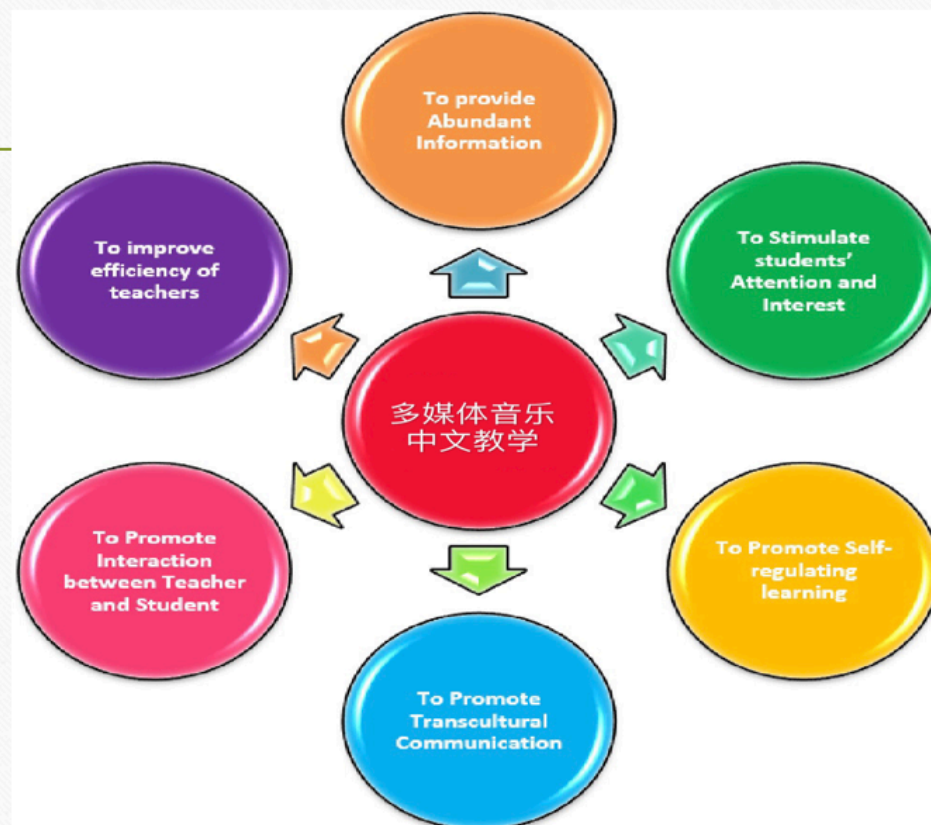 To provide
Abundant
Information
To improve
efficiency of
teachers
To Stimulate
students’
Attention and
Interest
多媒体音乐
中文教学
To Promote
Interaction
between Teacher
and Student
To Promote Self-
regulating
learning
To Promote
Transcultural
Communication